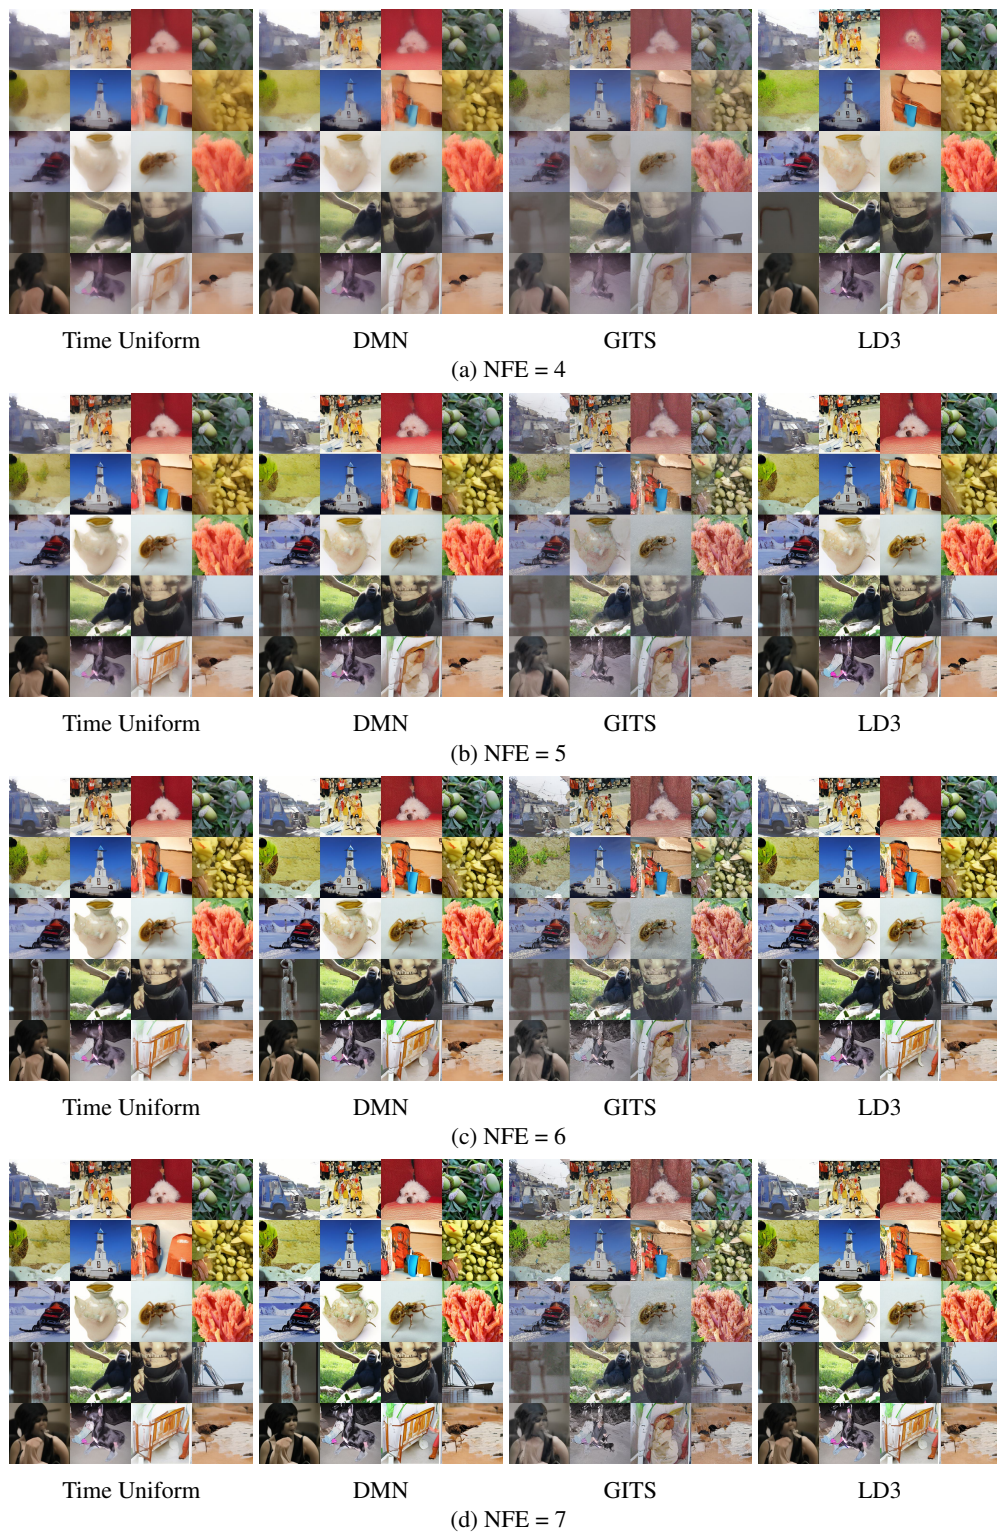 Time Uniform DMN GITS LD3
(a) NFE = 4
Time Uniform DMN GITS LD3
(b) NFE = 5
Time Uniform DMN GITS LD3
(c) NFE = 6
Time Uniform DMN GITS LD3
(d) NFE = 7